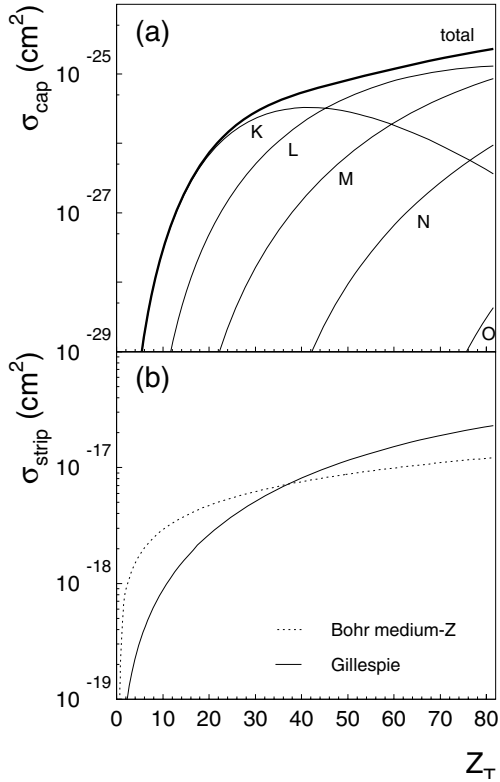 (a)
total
10 -25
σcap (cm2)
K
L
10 -27
M
N
10 -29
O
(b)
σstrip (cm2)
10 -17
10 -18
Bohr medium-Z
Gillespie
10 -19
0 10 20 30 40 50 60 70 80
ZT